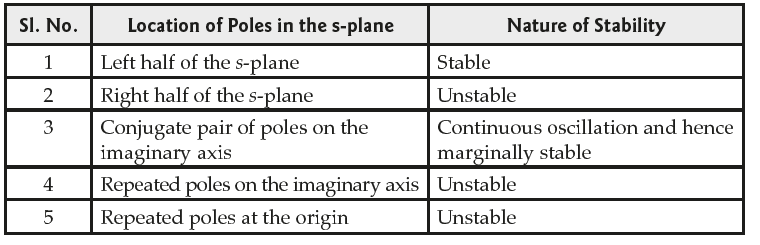 Sl. No. Location of Poles in the s-plane Nature of Stability
1 Left half of the s-plane Stable
2 Right half of the s-plane Unstable
3 Conjugate pair of poles on the Continuous oscillation and hence
imaginary axis marginally stable
4 Repeated poles on the imaginary axis Unstable
5 Repeated poles at the origin Unstable